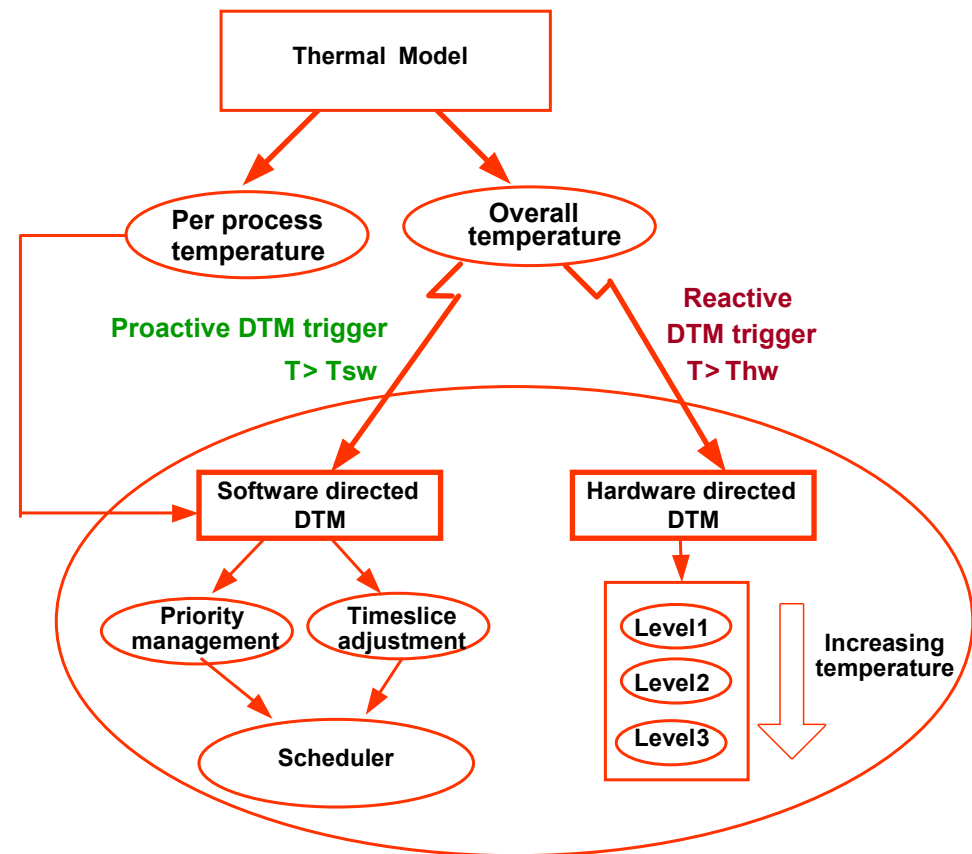 Thermal Model
Per process
temperature
Overall
temperature
Proactive DTM trigger
T> Tsw
Reactive
DTM trigger
T> Thw
Software directed
DTM
Hardware directed
DTM
Priority
management
Timeslice
adjustment
Scheduler
Level1
Level2
Level3
Increasing
temperature